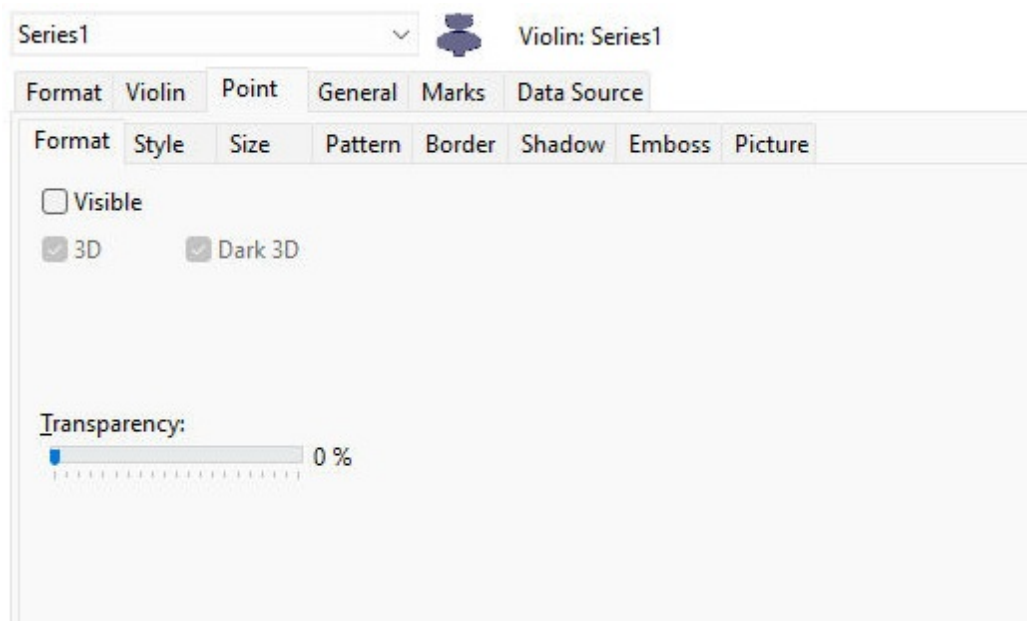 Series1 Violin: Series1
Format Violin Point General Marks Data Source
Format Style Size Pattern Border Shadow Emboss Picture
Visible
3D Dark 3D
Transparency:
0 %